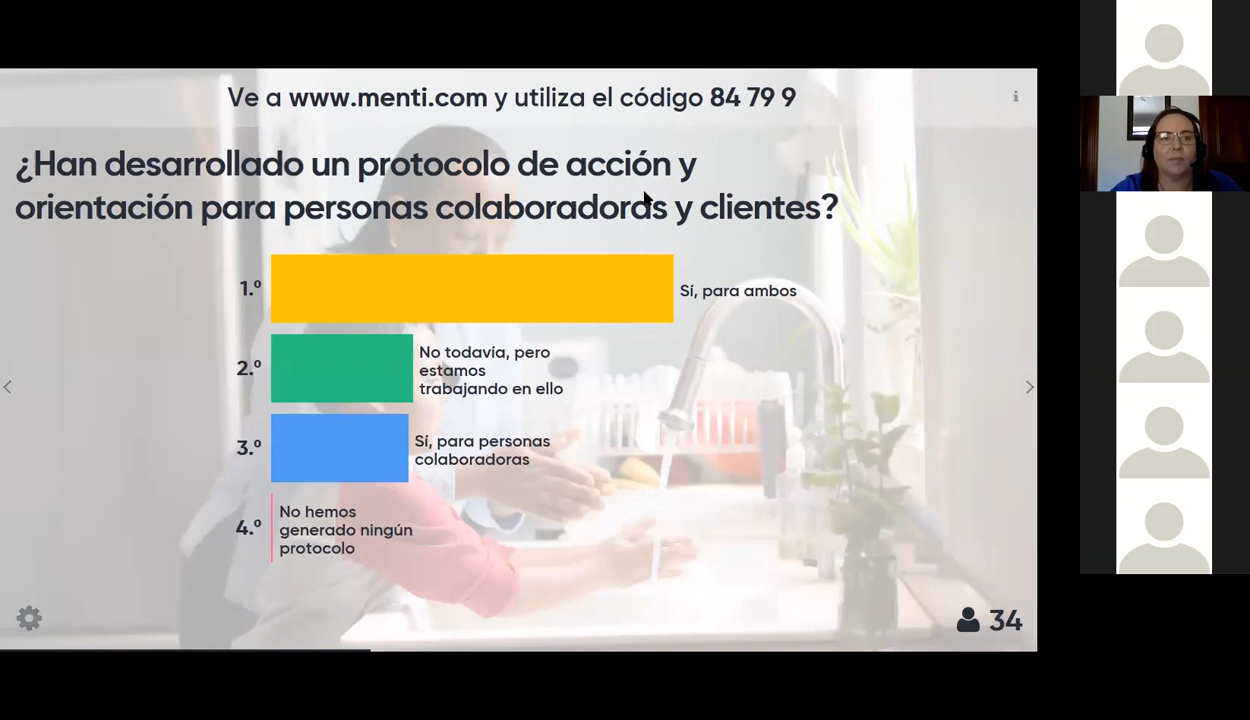 Ve a www.menti.com y utiliza el código 84 79 9
¿Han desarrollado un protocolo de acción y
orientación para personas colaboradoras y clientes?
1.º
Sí, para ambos
2.º
No todavía, pero
estamos
trabajando en ello
3.º
Sí, para personas
colaboradoras
4.º
No hemos
generado ningún
protocolo
34